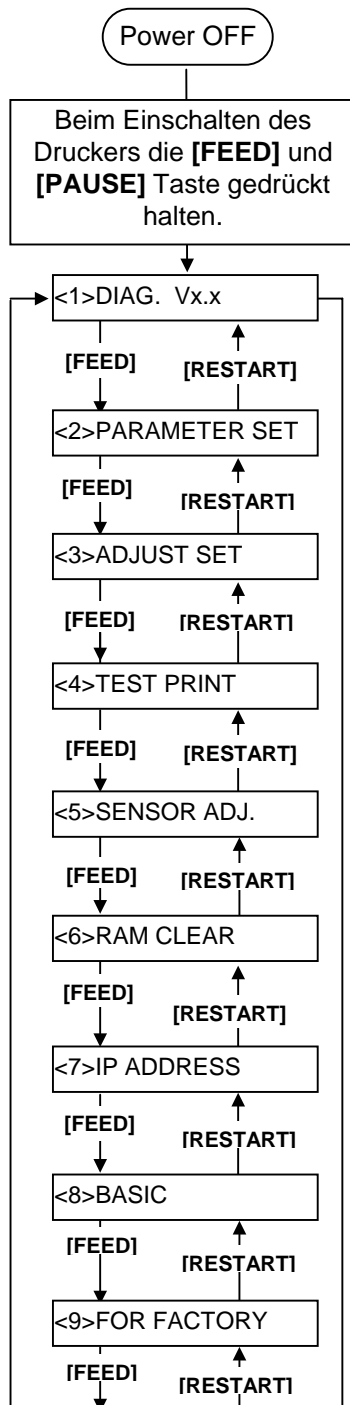 Power OFF
Beim Einschalten des
Druckers die [FEED] und
[PAUSE] Taste gedrückt
halten.
<1>DIAG. Vx.x
[FEED] [RESTART]
<2>PARAMETER SET
[FEED] [RESTART]
<3>ADJUST SET
[FEED] [RESTART]
<4>TEST PRINT
[FEED] [RESTART]
<5>SENSOR ADJ.
[FEED] [RESTART]
<6>RAM CLEAR
[FEED] [RESTART]
<7>IP ADDRESS
[FEED] [RESTART]
<8>BASIC
[FEED] [RESTART]
<9>FOR FACTORY
[FEED] [RESTART]